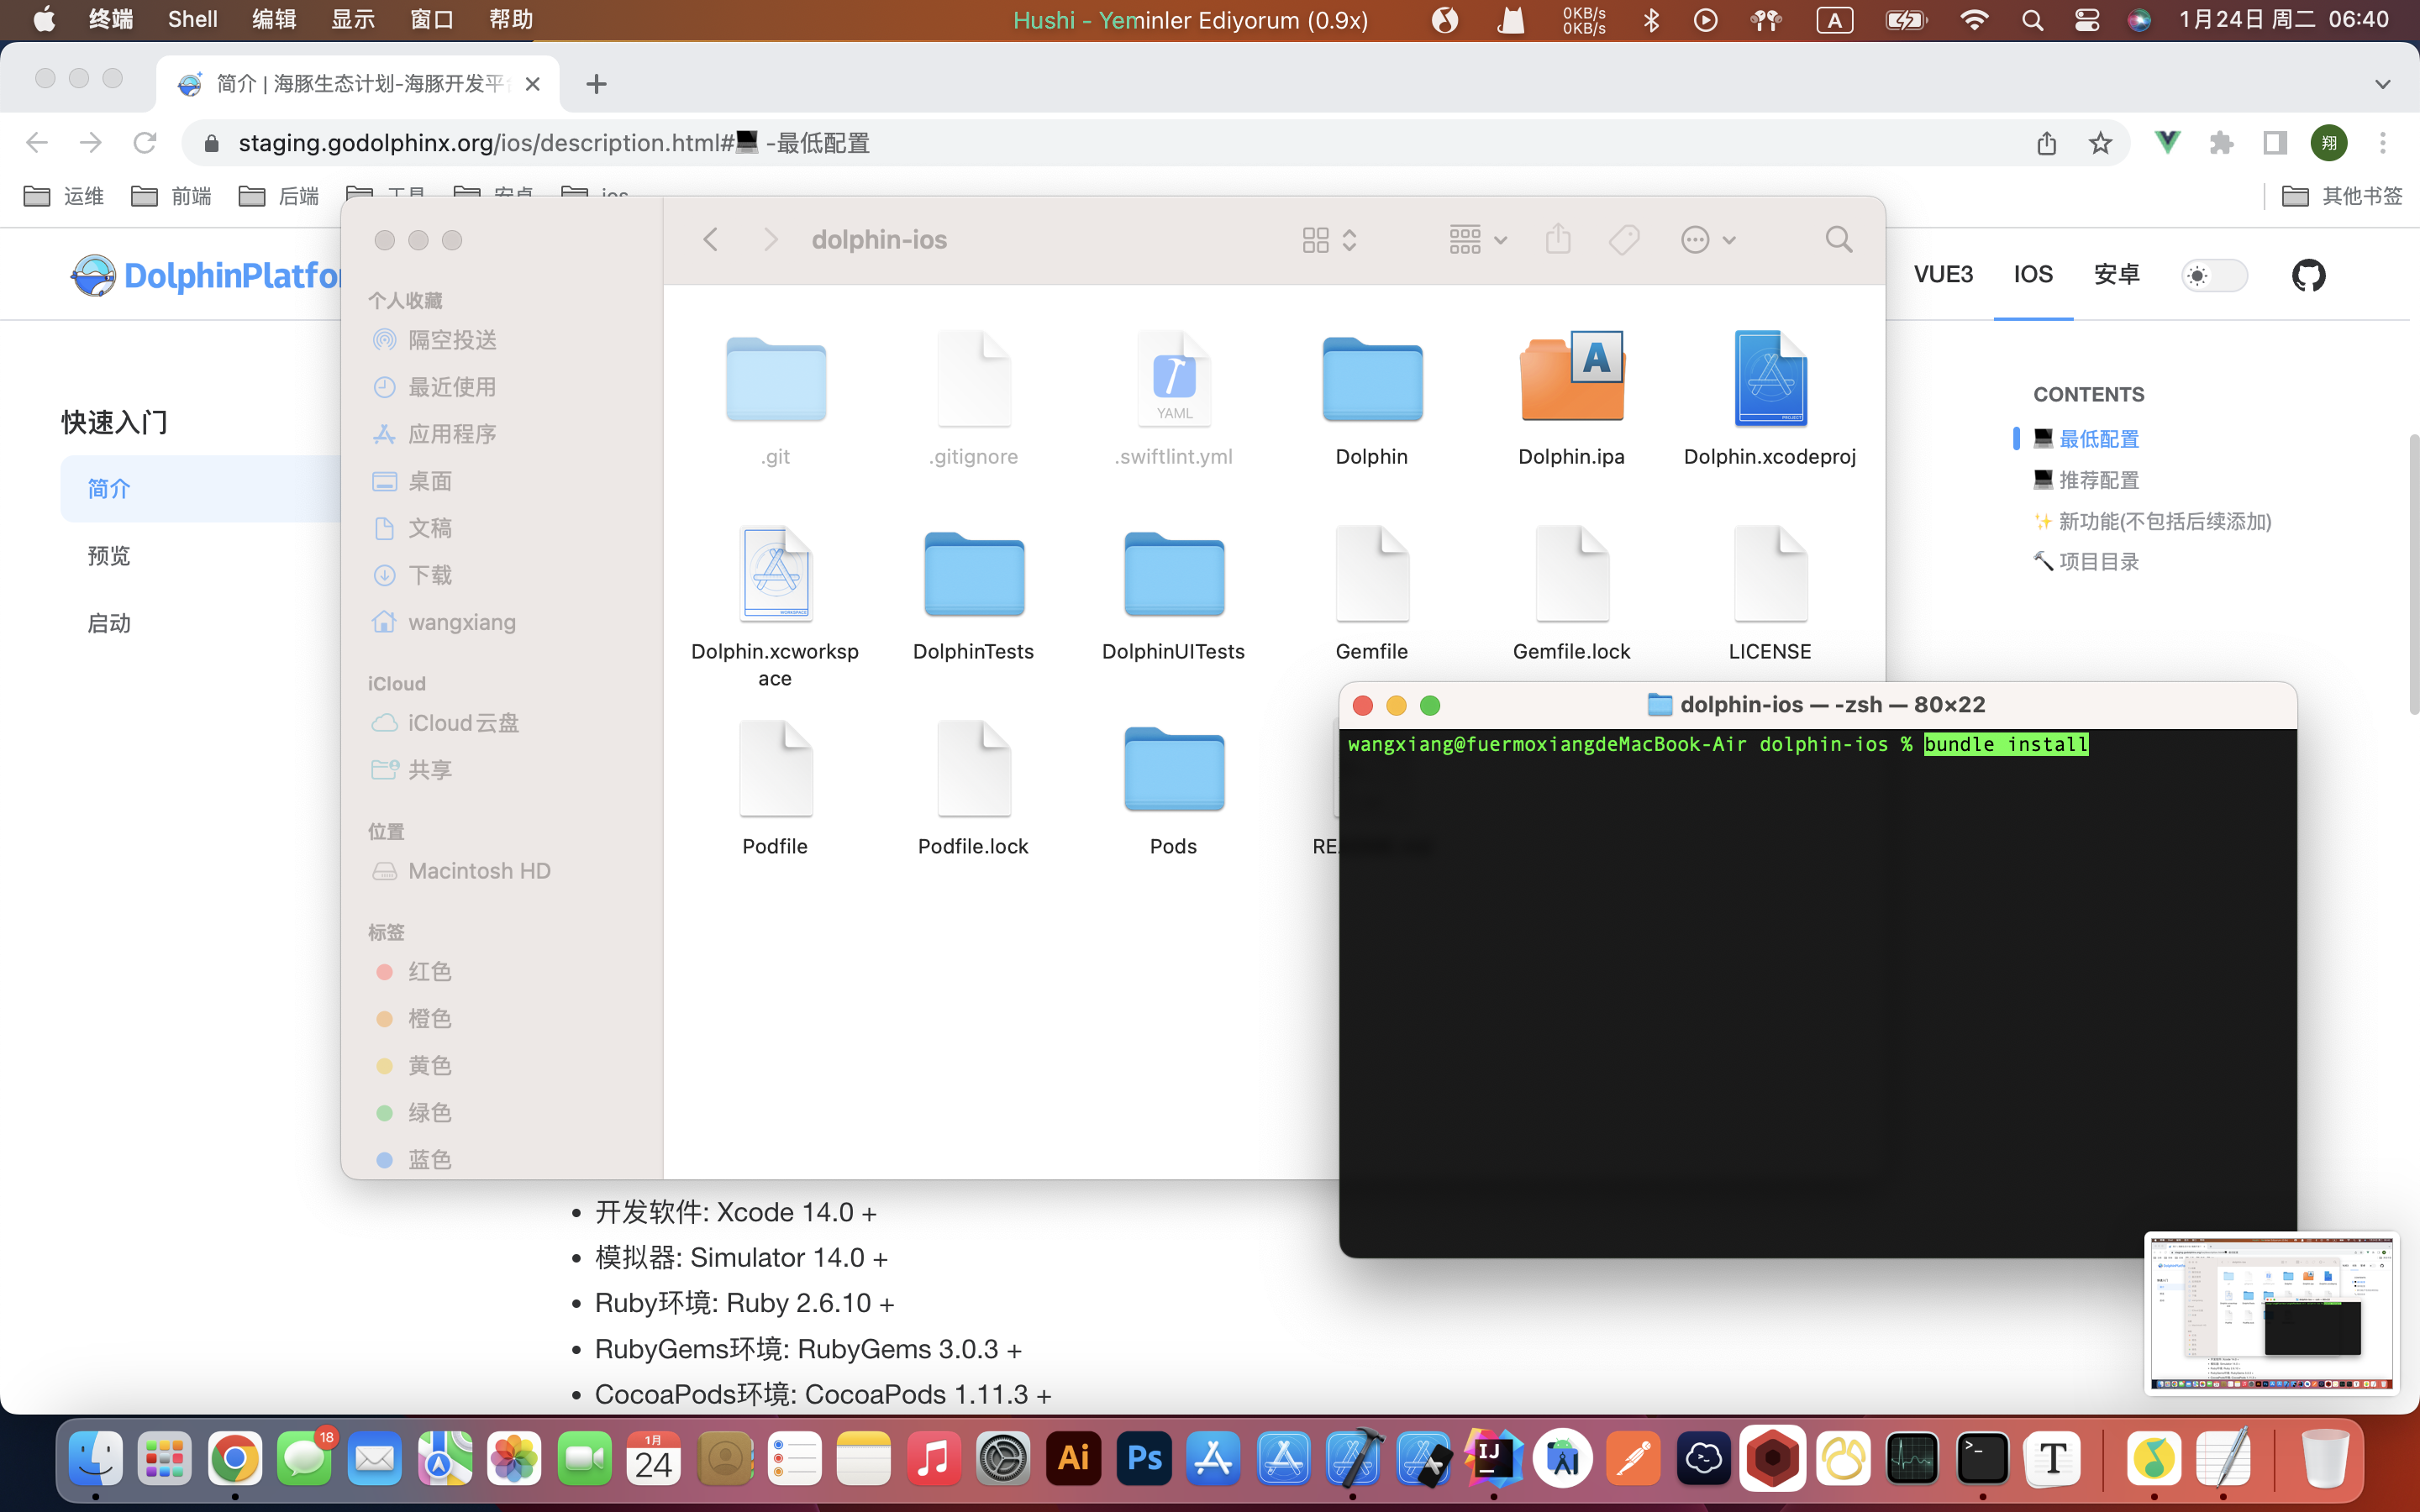 终端 Shell 编辑 显示 窗口 帮助
Hushi - Yeminler Ediyorum (0.9x)
0KB/s
0KB/s
A
1月24日 周二 06:40
简介 | 海豚生态计划-海豚开发平
staging.godolphinx.org/ios/description.html#💻 -最低配置
翔
运维 前端 后端 工具 安卓 ios
其他书签
DolphinPlatfo
VUE3 IOS 安卓
快速入门
简介
预览
启动
CONTENTS
💻 最低配置
💻 推荐配置
✨ 新功能(不包括后续添加)
🔨 项目目录
dolphin-ios
个人收藏
隔空投送
最近使用
应用程序
桌面
文稿
下载
wangxiang
iCloud
iCloud云盘
共享
位置
Macintosh HD
标签
红色
橙色
黄色
绿色
蓝色
YAML
A
PROJECT
.git .gitignore .swiftlint.yml Dolphin Dolphin.ipa Dolphin.xcodeproj
WORKSPACE
Dolphin.xcworksp
ace
DolphinTests DolphinUITests Gemfile Gemfile.lock LICENSE
Podfile Podfile.lock Pods RE
dolphin-ios — -zsh — 80×22
wangxiang@fuermoxiangdeMacBook-Air dolphin-ios % bundle install
• 开发软件: Xcode 14.0 +
• 模拟器: Simulator 14.0 +
• Ruby环境: Ruby 2.6.10 +
• RubyGems环境: RubyGems 3.0.3 +
• CocoaPods环境: CocoaPods 1.11.3 +
18
1月
24
Ai
Ps
IJ
>_
T